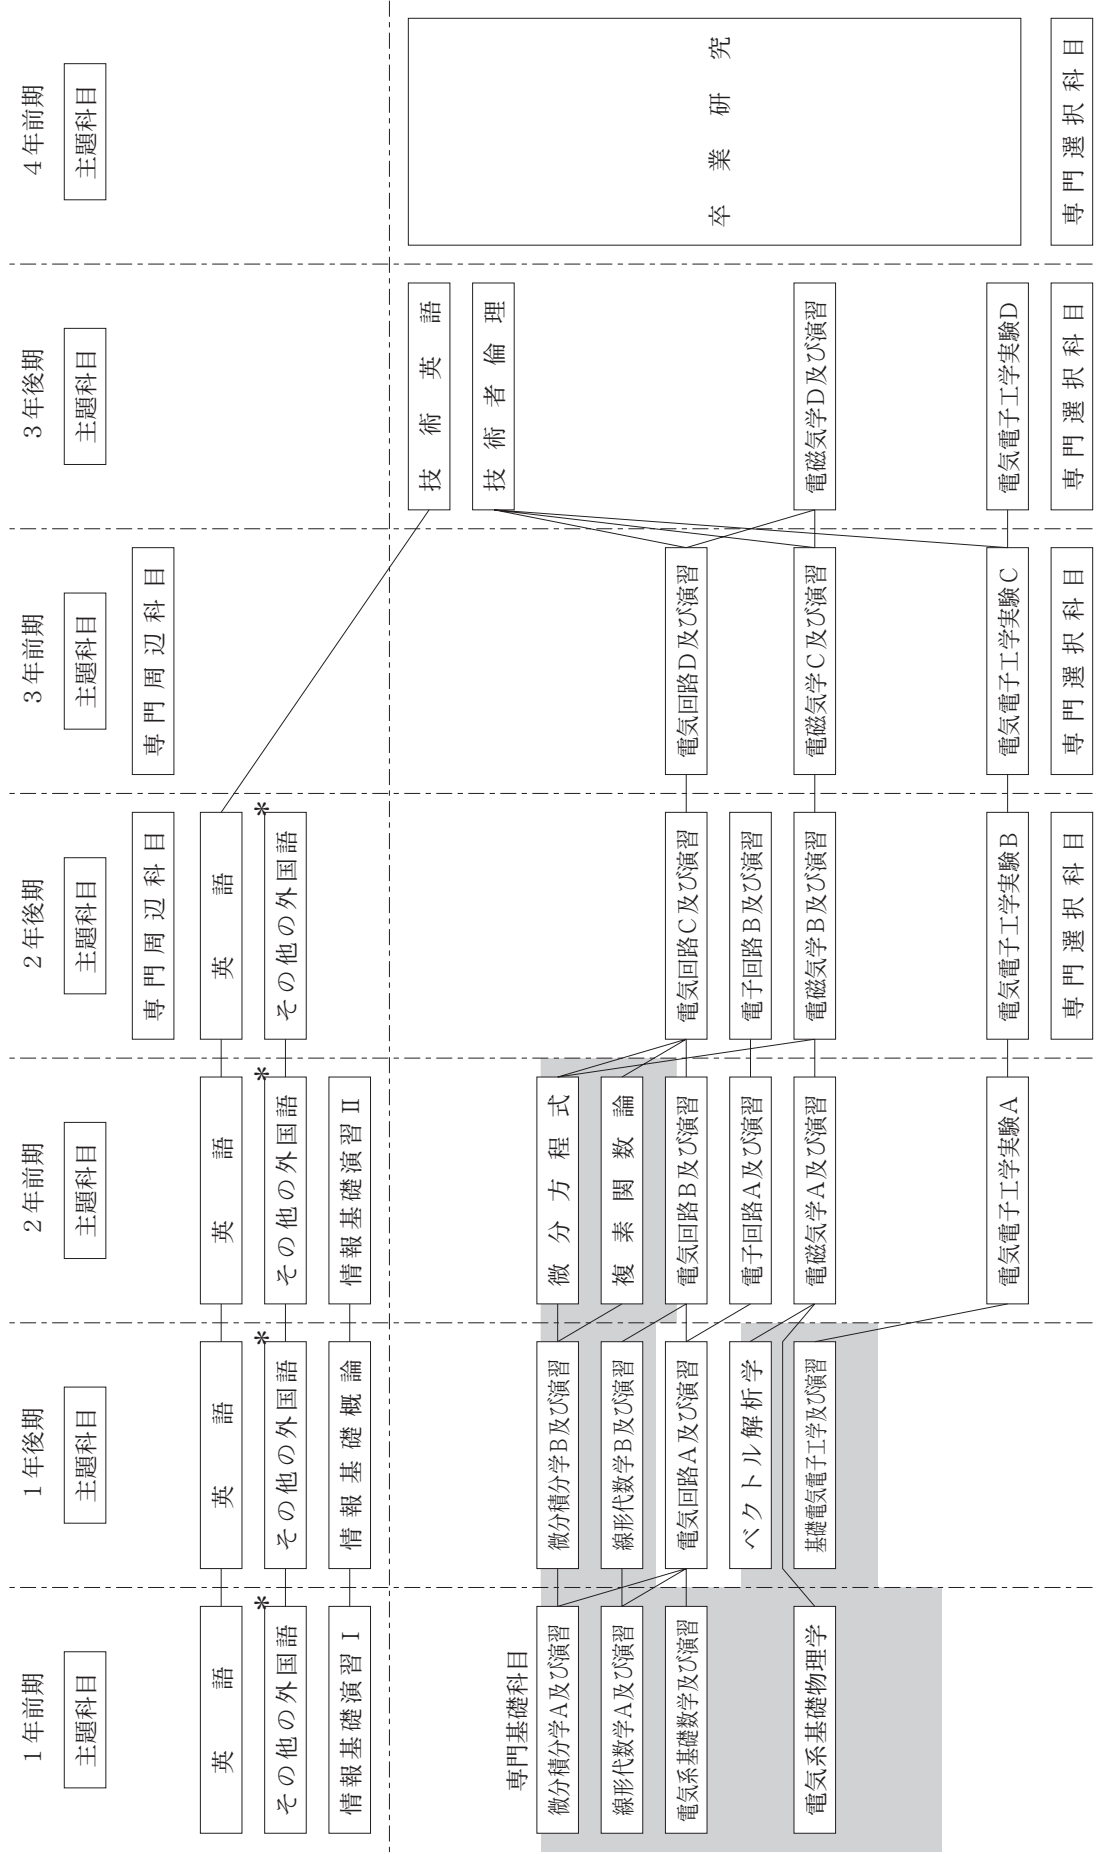 1年前期
主題科目
英語
その他の外国語
*
情報基礎演習Ⅰ
専門基礎科目
微分積分学A及び演習
線形代数学A及び演習
電気系基礎数学及び演習
電気系基礎物理学
1年後期
主題科目
英語
その他の外国語
*
情報基礎概論
微分積分学B及び演習
線形代数学B及び演習
電気回路A及び演習
ベクトル解析学
基礎電気電子工学及び演習
2年前期
主題科目
英語
その他の外国語
*
情報基礎演習Ⅱ
微分方程式
複素関数論
電気回路B及び演習
電子回路A及び演習
電磁気学A及び演習
電気電子工学実験A
2年後期
主題科目
専門周辺科目
英語
その他の外国語
*
電気回路C及び演習
電子回路B及び演習
電磁気学B及び演習
電気電子工学実験B
専門選択科目
3年前期
主題科目
専門周辺科目
電気回路D及び演習
電磁気学C及び演習
電気電子工学実験C
専門選択科目
3年後期
主題科目
技術英語
技術者倫理
電磁気学D及び演習
電気電子工学実験D
専門選択科目
4年前期
主題科目
卒業研究
専門選択科目